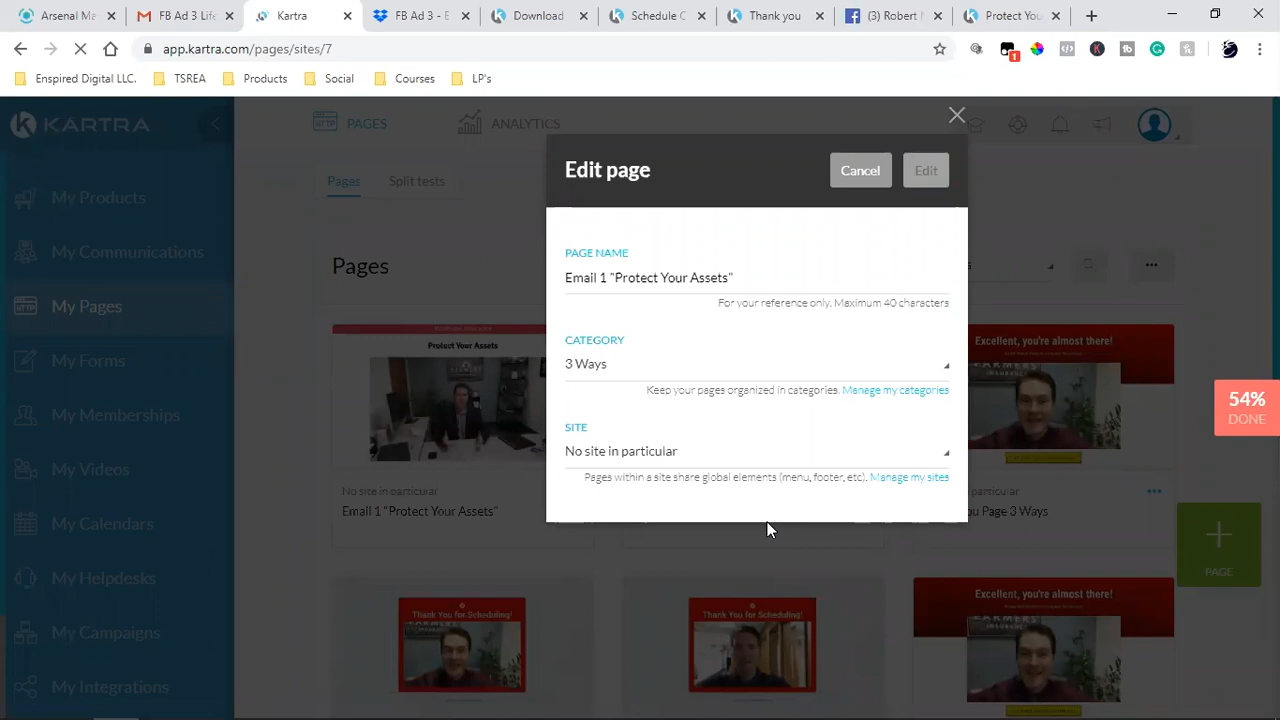 Arsenal Ma
FB Ad 3 Life
Kartra
FB Ad 3 - E
Download
Schedule C
Thank you
(3) Robert M
Protect You
app.kartra.com/pages/sites/7
1
Enspired Digital LLC.
TSREA
Products
Social
Courses
LP's
KARTRA
PAGES
ANALYTICS
Edit page
Cancel
Edit
Pages
Split tests
My Products
My Communications
My Pages
My Forms
My Memberships
My Videos
My Calendars
My Helpdesks
My Campaigns
My Integrations
Pages
PAGE NAME
Email 1 "Protect Your Assets"
For your reference only. Maximum 40 characters
CATEGORY
3 Ways
Keep your pages organized in categories. Manage my categories
SITE
No site in particular
Pages within a site share global elements (menu, footer, etc). Manage my sites
Protect Your Assets
FARMERS
Excellent, you're almost there!
54%
DONE
No site in particular
Email 1 "Protect Your Assets"
particular
ou Page 3 Ways
+
PAGE
Thank You for Scheduling!
Thank You for Scheduling!
Excellent, you're almost there!